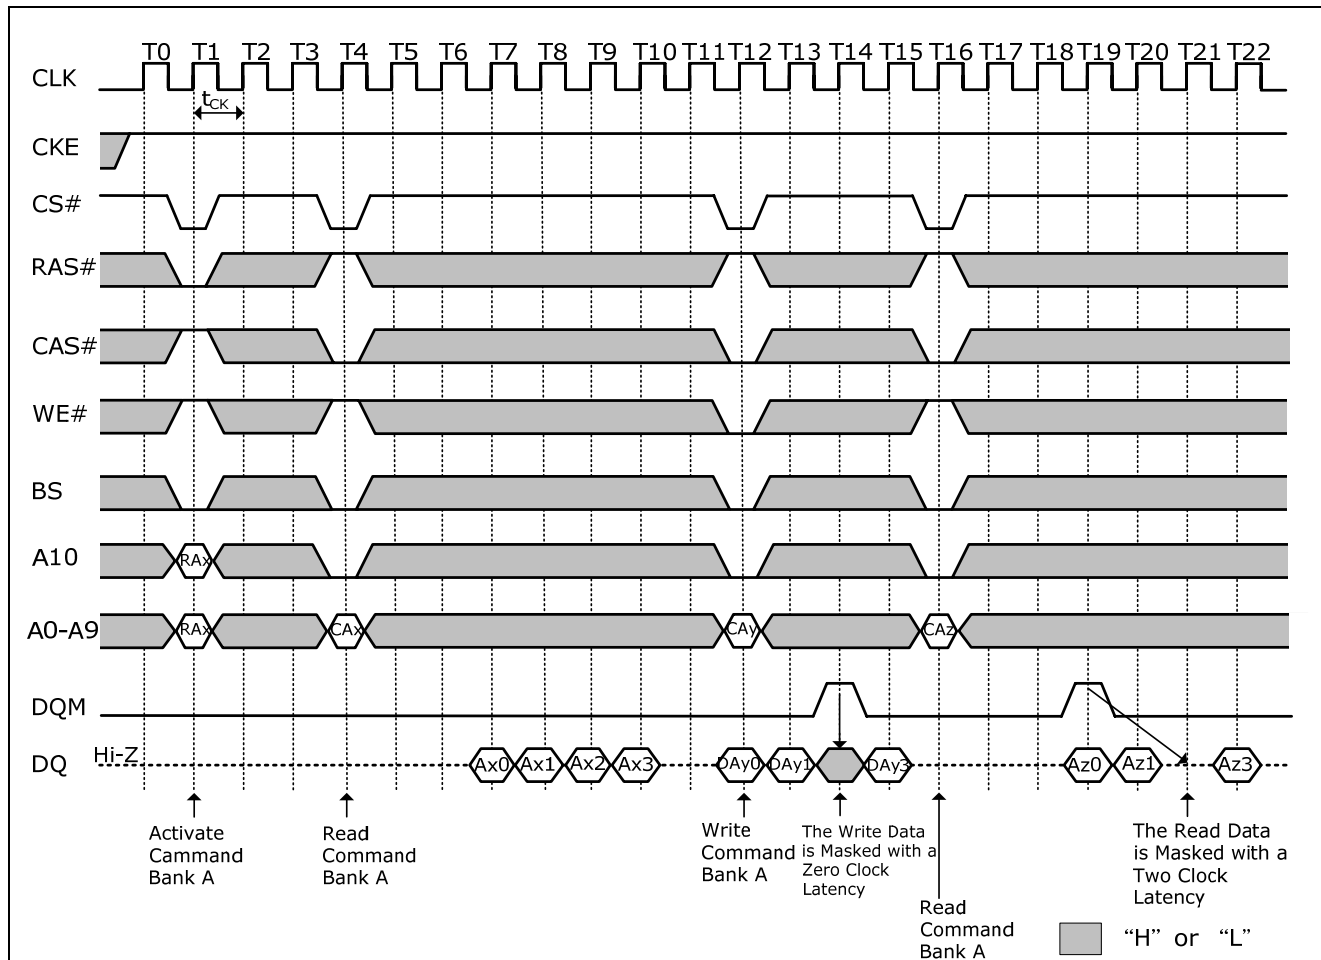 T0 T1 T2 T3 T4 T5 T6 T7 T8 T9 T10 T11 T12 T13 T14 T15 T16 T17 T18 T19 T20 T21 T22
CLK
tCK
CKE
CS#
RAS#
CAS#
WE#
BS
A10 RAx
A0-A9 RAx CAx CAy CAz
DQM
DQ Hi-Z Ax0 Ax1 Ax2 Ax3 DAy0 DAy1 DAy3 Az0 Az1 Az3
Activate
Cammand
Bank A
Read
Command
Bank A
Write
Command
Bank A
The Write Data
is Masked with a
Zero Clock
Latency
Read
Command
Bank A
The Read Data
is Masked with a
Two Clock
Latency
“H” or “L”